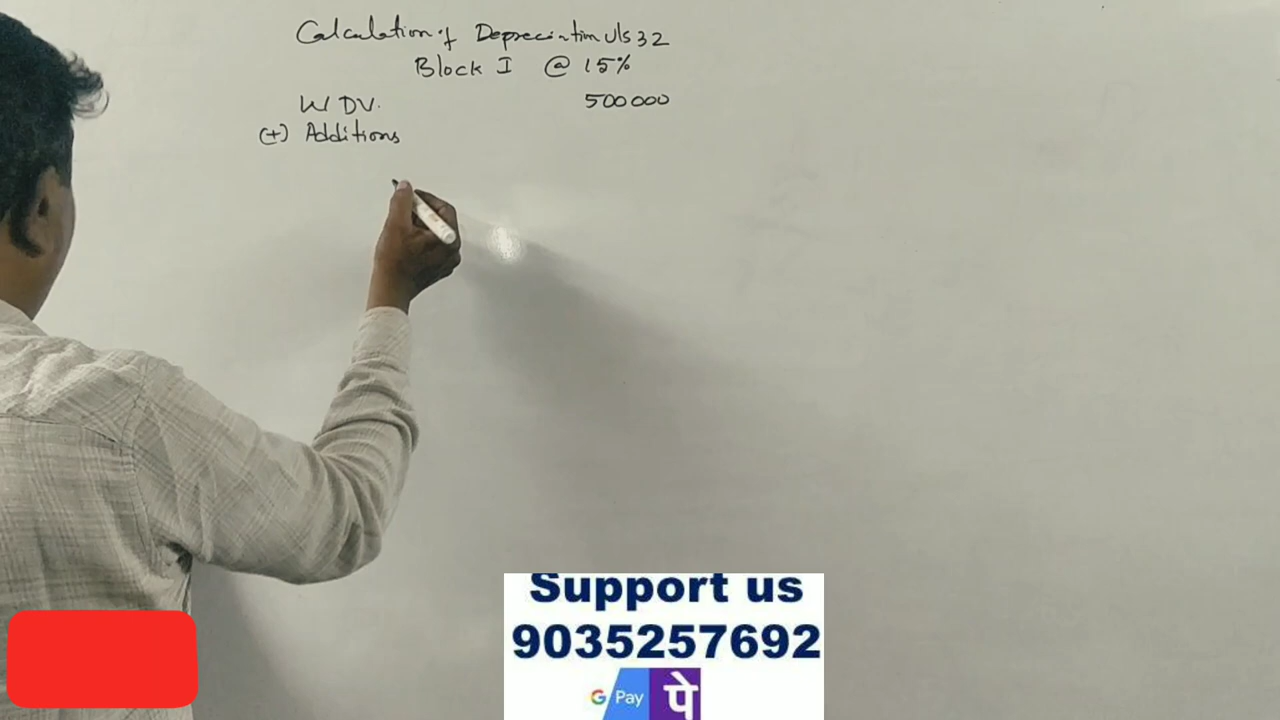 Calculation of Depreciation U/s 32
Block I @ 15%
W DV. 500000
(+) Additions
Support us
9035257692
G Pay पे